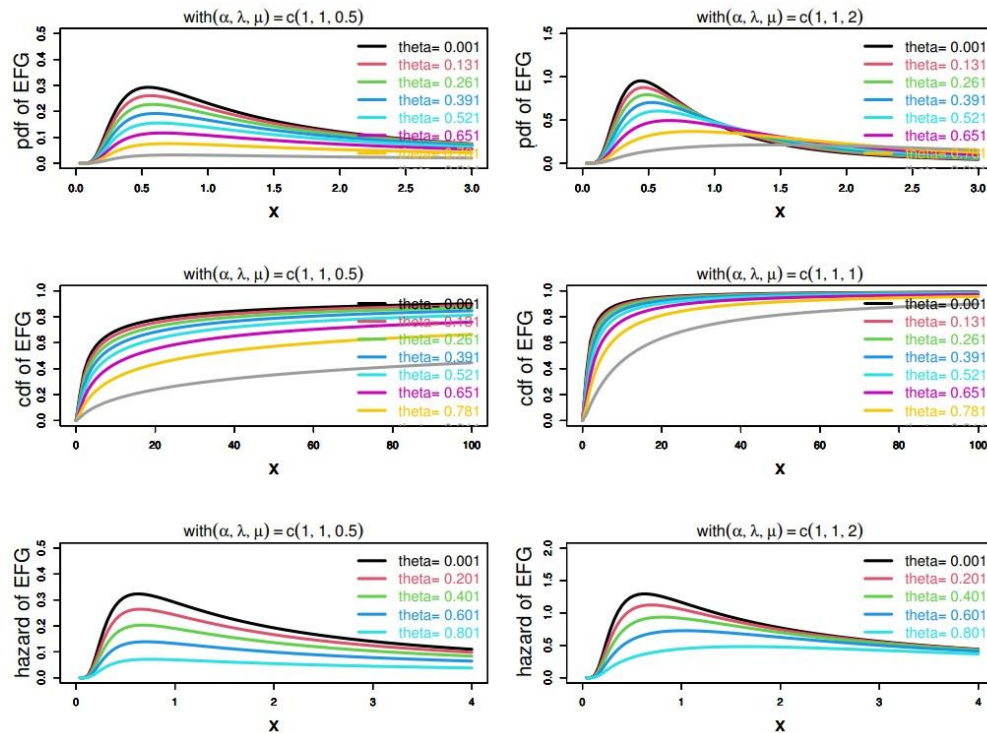 with(α, λ, μ) = c(1, 1, 0.5)
pdf of EFG
0.5
0.4
0.3
0.2
0.1
0.0
theta= 0.001
theta= 0.131
theta= 0.261
theta= 0.391
theta= 0.521
theta= 0.651
0.0 0.5 1.0 1.5 2.0 2.5 3.0
x
with(α, λ, μ) = c(1, 1, 2)
pdf of EFG
1.5
1.0
0.5
0.0
theta= 0.001
theta= 0.131
theta= 0.261
theta= 0.391
theta= 0.521
theta= 0.651
0.0 0.5 1.0 1.5 2.0 2.5 3.0
x
with(α, λ, μ) = c(1, 1, 0.5)
cdf of EFG
1.0
0.8
0.6
0.4
0.2
0.0
theta= 0.001
theta= 0.131
theta= 0.261
theta= 0.391
theta= 0.521
theta= 0.651
theta= 0.781
0 20 40 60 80 100
x
with(α, λ, μ) = c(1, 1, 1)
cdf of EFG
1.0
0.8
0.6
0.4
0.2
0.0
theta= 0.001
theta= 0.131
theta= 0.261
theta= 0.391
theta= 0.521
theta= 0.651
theta= 0.781
0 20 40 60 80 100
x
with(α, λ, μ) = c(1, 1, 0.5)
hazard of EFG
0.5
0.4
0.3
0.2
0.1
0.0
theta= 0.001
theta= 0.201
theta= 0.401
theta= 0.601
theta= 0.801
0 1 2 3 4
x
with(α, λ, μ) = c(1, 1, 2)
hazard of EFG
2.0
1.5
1.0
0.5
0.0
theta= 0.001
theta= 0.201
theta= 0.401
theta= 0.601
theta= 0.801
0 1 2 3 4
x